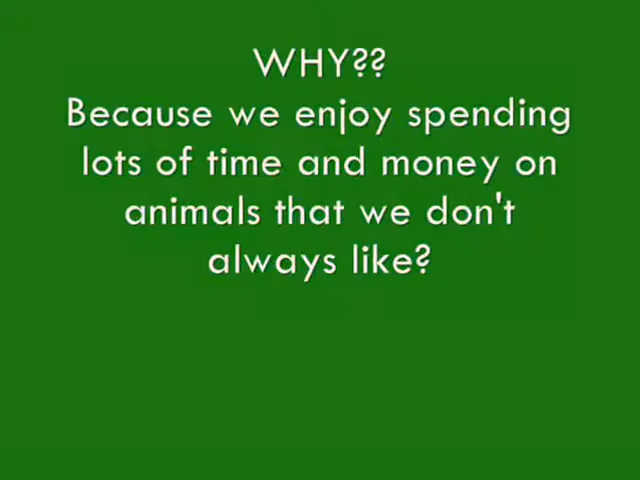 WHY??
Because we enjoy spending
lots of time and money on
animals that we don't
always like?